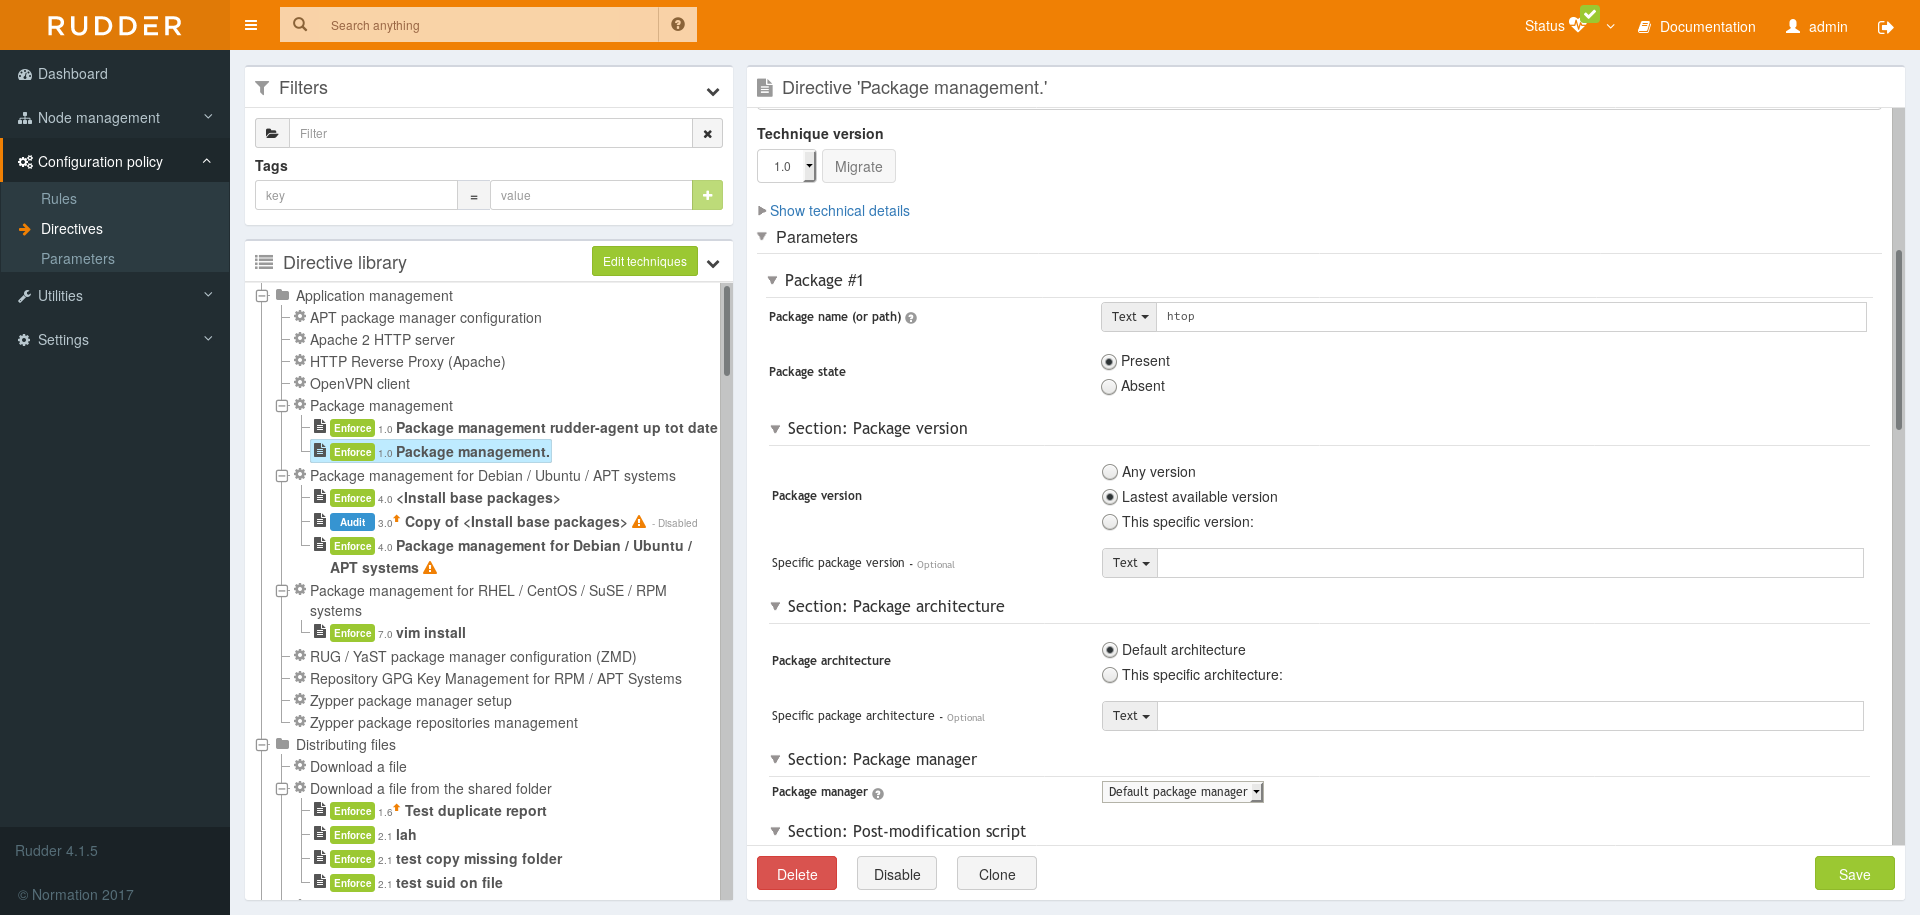 RUDDER
Search anything
Status
Documentation
admin
Dashboard
Node management
Configuration policy
Rules
Directives
Parameters
Utilities
Settings
Rudder 4.1.5
© Normation 2017
Filters
Filter
Tags
key = value
Directive library Edit techniques
Application management
APT package manager configuration
Apache 2 HTTP server
HTTP Reverse Proxy (Apache)
OpenVPN client
Package management
Enforce 1.0 Package management rudder-agent up tot date
Enforce 1.0 Package management.
Package management for Debian / Ubuntu / APT systems
Enforce 4.0 <Install base packages>
Audit 3.0 Copy of <Install base packages> - Disabled
Enforce 4.0 Package management for Debian / Ubuntu /
APT systems
Package management for RHEL / CentOS / SuSE / RPM
systems
Enforce 7.0 vim install
RUG / YaST package manager configuration (ZMD)
Repository GPG Key Management for RPM / APT Systems
Zypper package manager setup
Zypper package repositories management
Distributing files
Download a file
Download a file from the shared folder
Enforce 1.6 Test duplicate report
Enforce 2.1 lah
Enforce 2.1 test copy missing folder
Enforce 2.1 test suid on file
Directive 'Package management.'
Technique version
1.0 Migrate
Show technical details
Parameters
Package #1
Package name (or path) Text htop
Package state
Present
Absent
Section: Package version
Package version
Any version
Lastest available version
This specific version:
Specific package version - Optional Text
Section: Package architecture
Package architecture
Default architecture
This specific architecture:
Specific package architecture - Optional Text
Section: Package manager
Package manager Default package manager
Section: Post-modification script
Delete Disable Clone Save